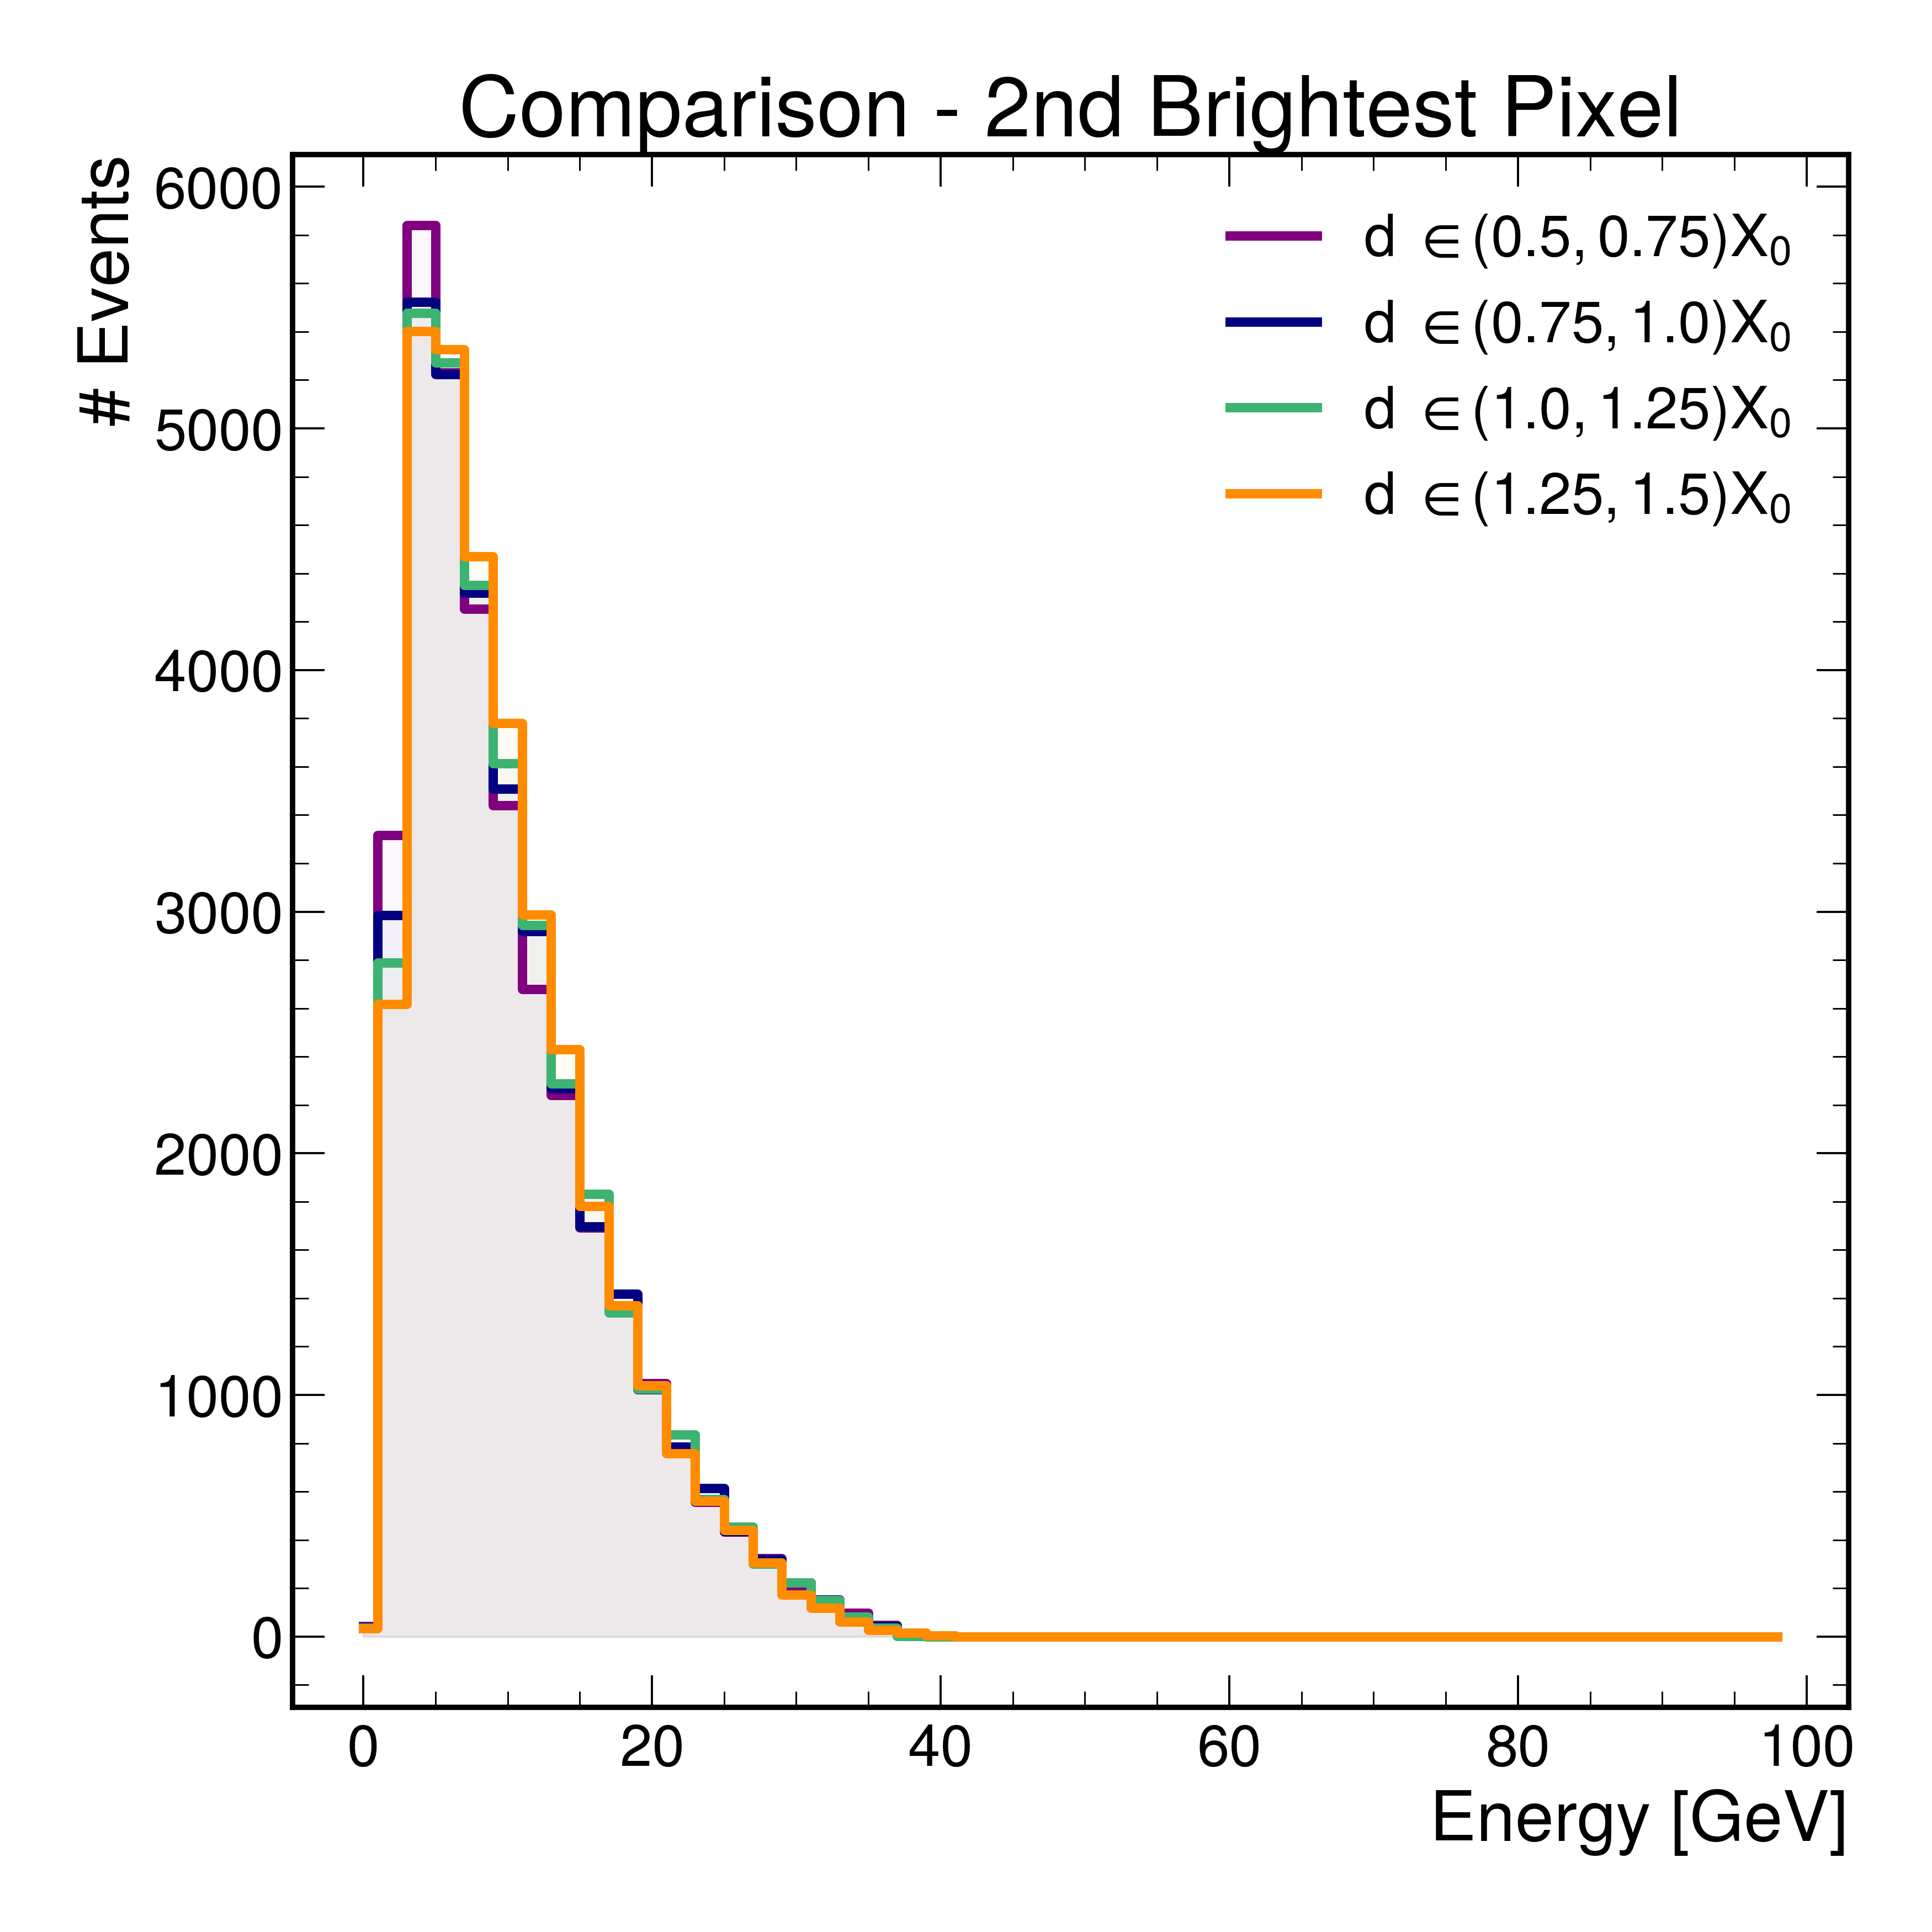 Comparison - 2nd Brightest Pixel
# Events
6000
5000
4000
3000
2000
1000
0
d ∈(0.5, 0.75)X₀
d ∈(0.75, 1.0)X₀
d ∈(1.0, 1.25)X₀
d ∈(1.25, 1.5)X₀
0 20 40 60 80 100
Energy [GeV]